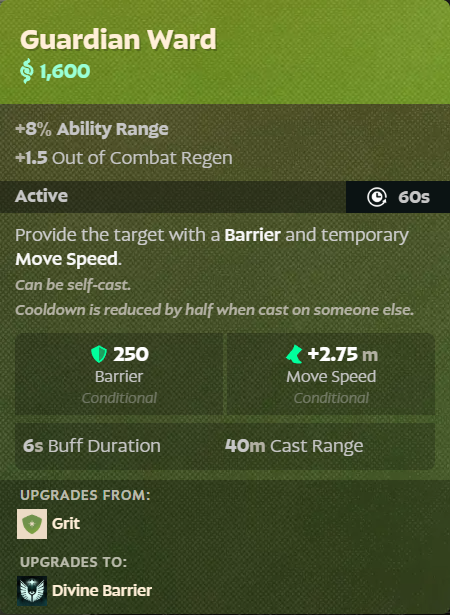 Guardian Ward
1,600
+8% Ability Range
+1.5 Out of Combat Regen
Active 60s
Provide the target with a Barrier and temporary
Move Speed.
Can be self-cast.
Cooldown is reduced by half when cast on someone else.
250 +2.75 m
Barrier Move Speed
Conditional Conditional
6s Buff Duration 40m Cast Range
UPGRADES FROM:
Grit
UPGRADES TO:
Divine Barrier